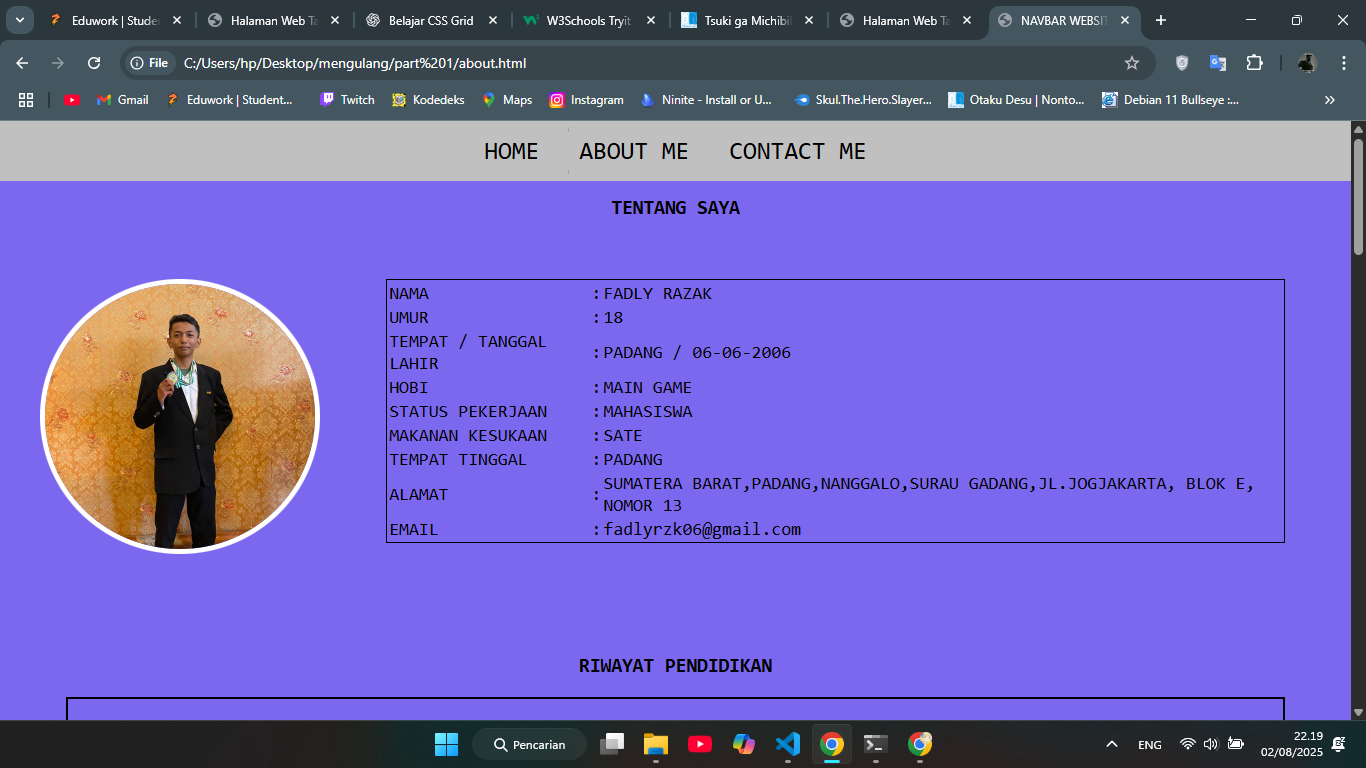 Eduwork | Stude
Halaman Web Ta
Belajar CSS Grid
W3Schools Tryit
Tsuki ga Michibi
Halaman Web Ta
NAVBAR WEBSIT
File C:/Users/hp/Desktop/mengulang/part%201/about.html
Gmail
Eduwork | Student...
Twitch
Kodedeks
Maps
Instagram
Ninite - Install or U...
Skul.The.Hero.Slayer...
Otaku Desu | Nonto...
Debian 11 Bullseye :...
HOME ABOUT ME CONTACT ME
TENTANG SAYA
NAMA : FADLY RAZAK
UMUR : 18
TEMPAT / TANGGAL LAHIR : PADANG / 06-06-2006
HOBI : MAIN GAME
STATUS PEKERJAAN : MAHASISWA
MAKANAN KESUKAAN : SATE
TEMPAT TINGGAL : PADANG
ALAMAT : SUMATERA BARAT,PADANG,NANGGALO,SURAU GADANG,JL.JOGJAKARTA, BLOK E,
NOMOR 13
EMAIL : fadlyrzk06@gmail.com
RIWAYAT PENDIDIKAN
Pencarian
ENG
22.19
02/08/2025